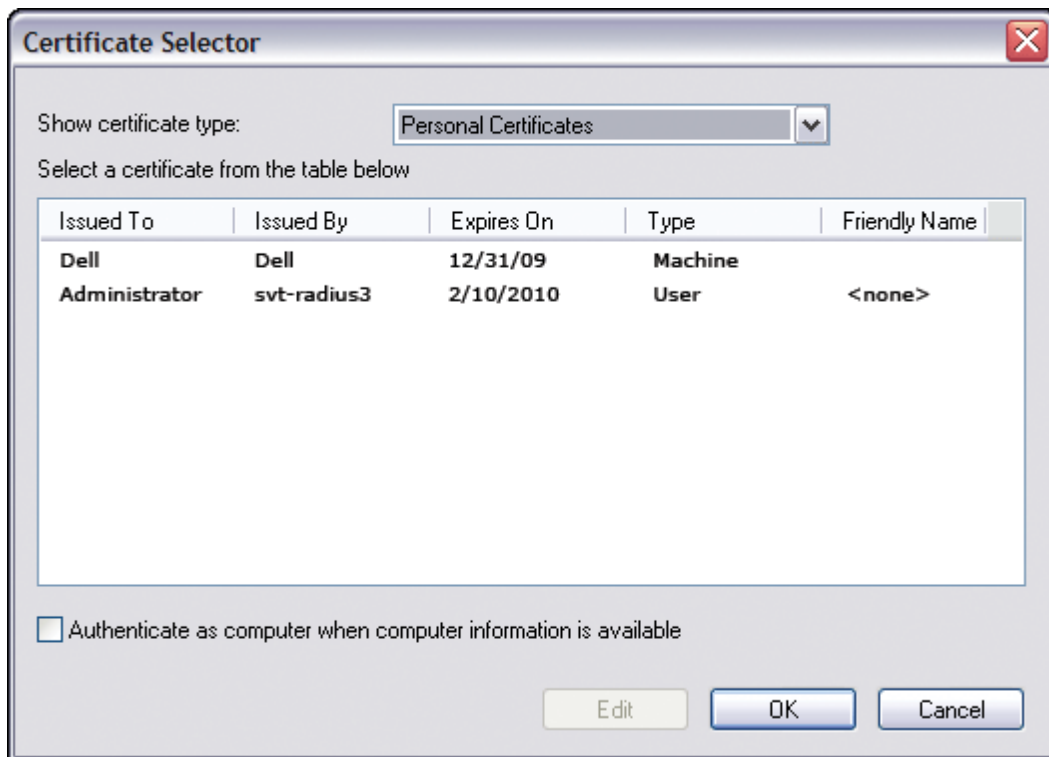 Certificate Selector
Show certificate type: Personal Certificates
Select a certificate from the table below
Issued To Issued By Expires On Type Friendly Name
Dell Dell 12/31/09 Machine
Administrator svt-radius3 2/10/2010 User <none>
Authenticate as computer when computer information is available
Edit OK Cancel